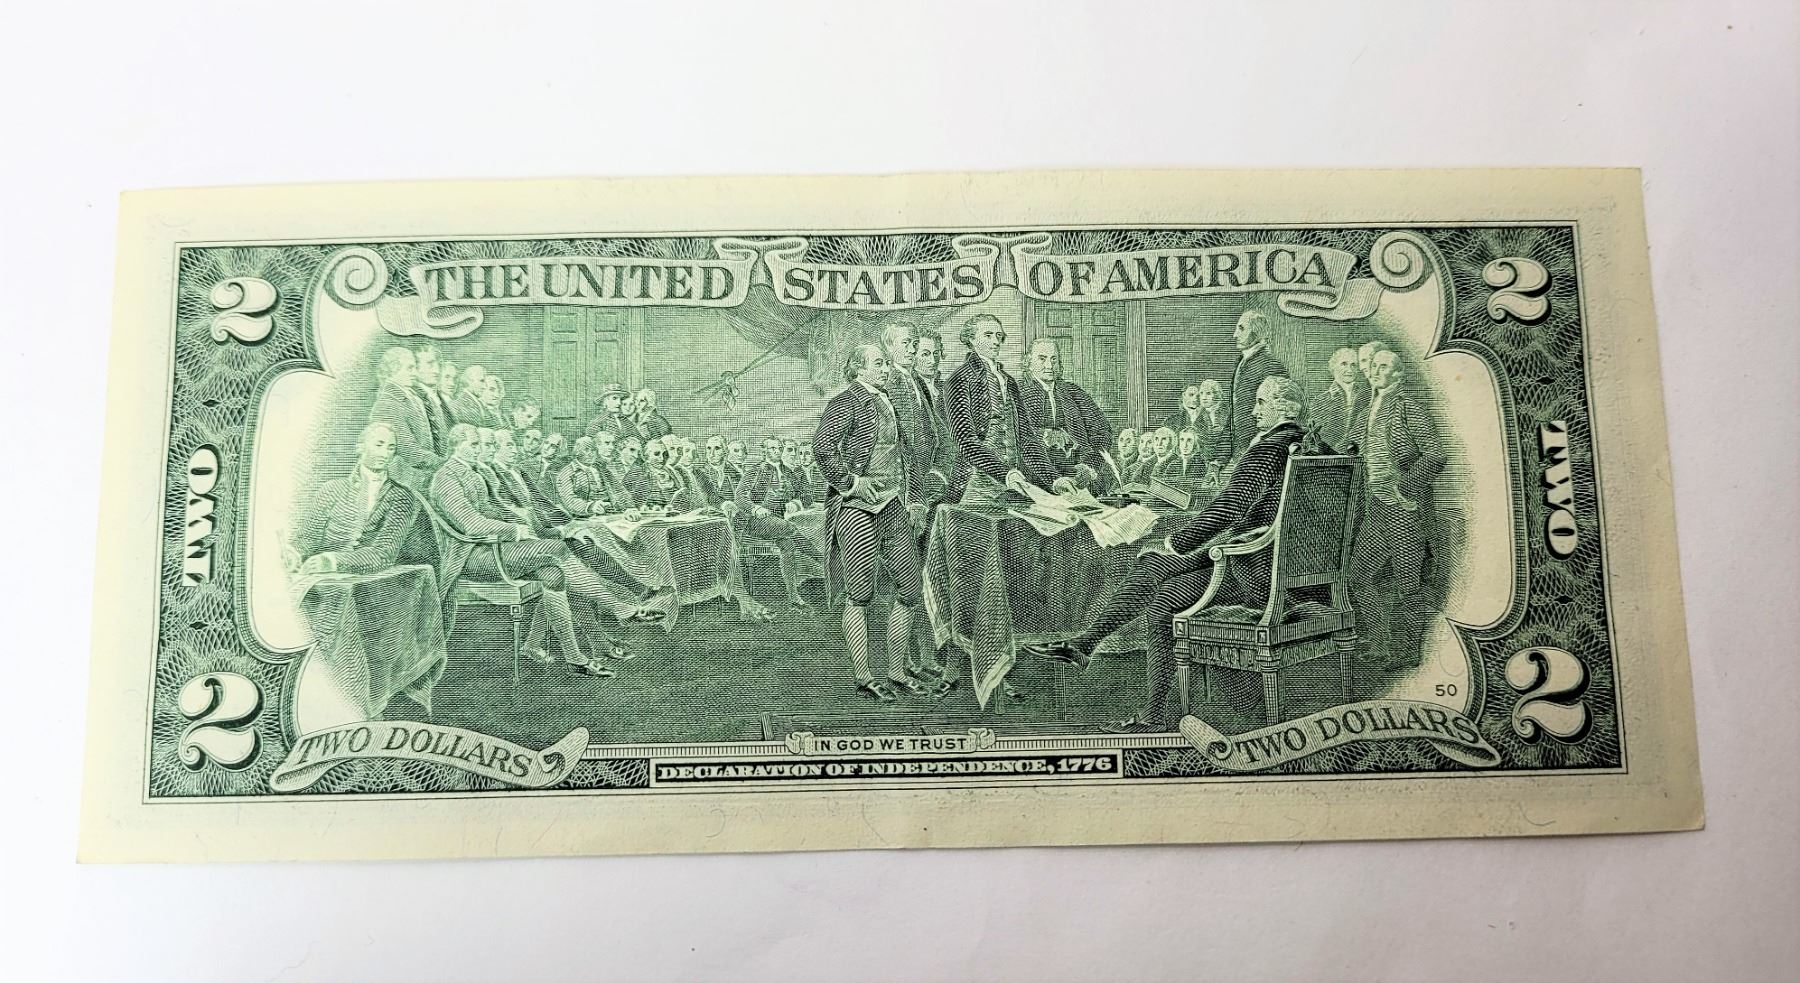 THE UNITED STATES OF AMERICA
2
2
TWO
TWO
2
2
50
TWO DOLLARS
IN GOD WE TRUST
TWO DOLLARS
DECLARATION OF INDEPENDENCE, 1776